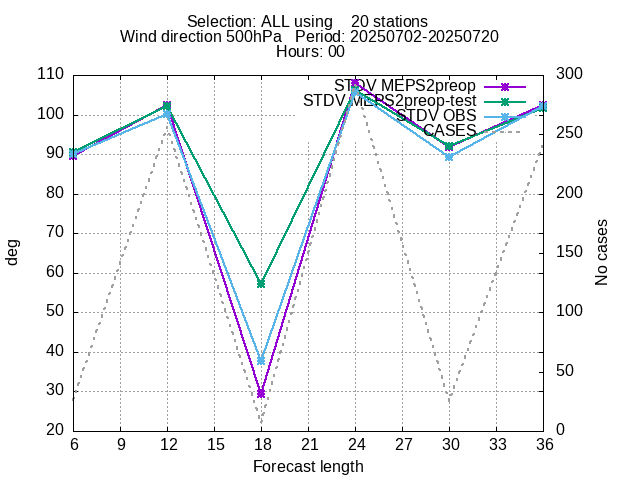 Selection: ALL using    20 stations
Wind direction 500hPa   Period: 20250702-20250720
Hours: 00
STDV MEPS2preop
STDV MEPS2preop-test
STDV OBS
CASES
110
100
90
80
70
60
50
40
30
20
300
250
200
150
100
50
0
deg
No cases
6 9 12 15 18 21 24 27 30 33 36
Forecast length